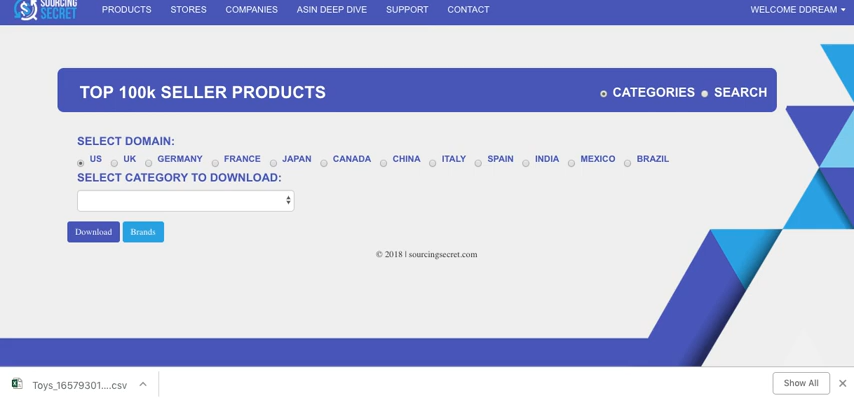 SOURCING
SECRET
PRODUCTS STORES COMPANIES ASIN DEEP DIVE SUPPORT CONTACT WELCOME DDREAM
TOP 100k SELLER PRODUCTS CATEGORIES SEARCH
SELECT DOMAIN:
US UK GERMANY FRANCE JAPAN CANADA CHINA ITALY SPAIN INDIA MEXICO BRAZIL
SELECT CATEGORY TO DOWNLOAD:
Download Brands
© 2018 | sourcingsecret.com
Toys_16579301....csv Show All